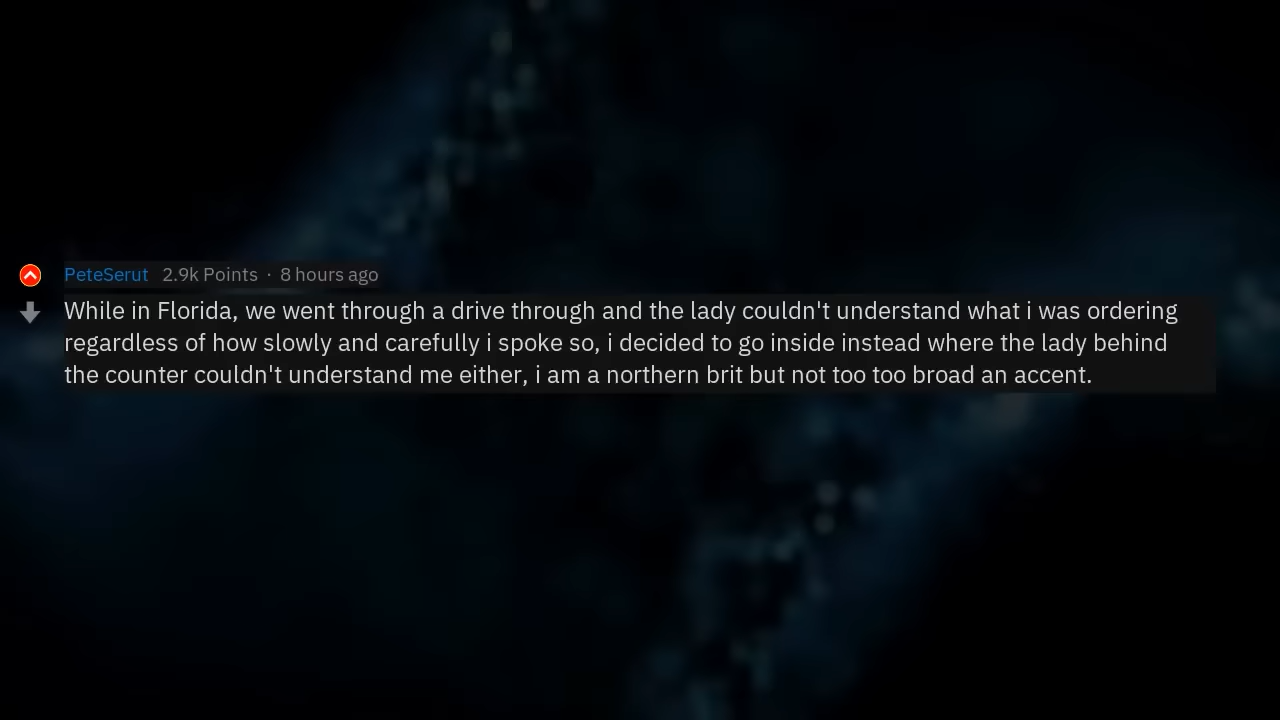 PeteSerut 2.9k Points · 8 hours ago
While in Florida, we went through a drive through and the lady couldn't understand what i was ordering
regardless of how slowly and carefully i spoke so, i decided to go inside instead where the lady behind
the counter couldn't understand me either, i am a northern brit but not too too broad an accent.